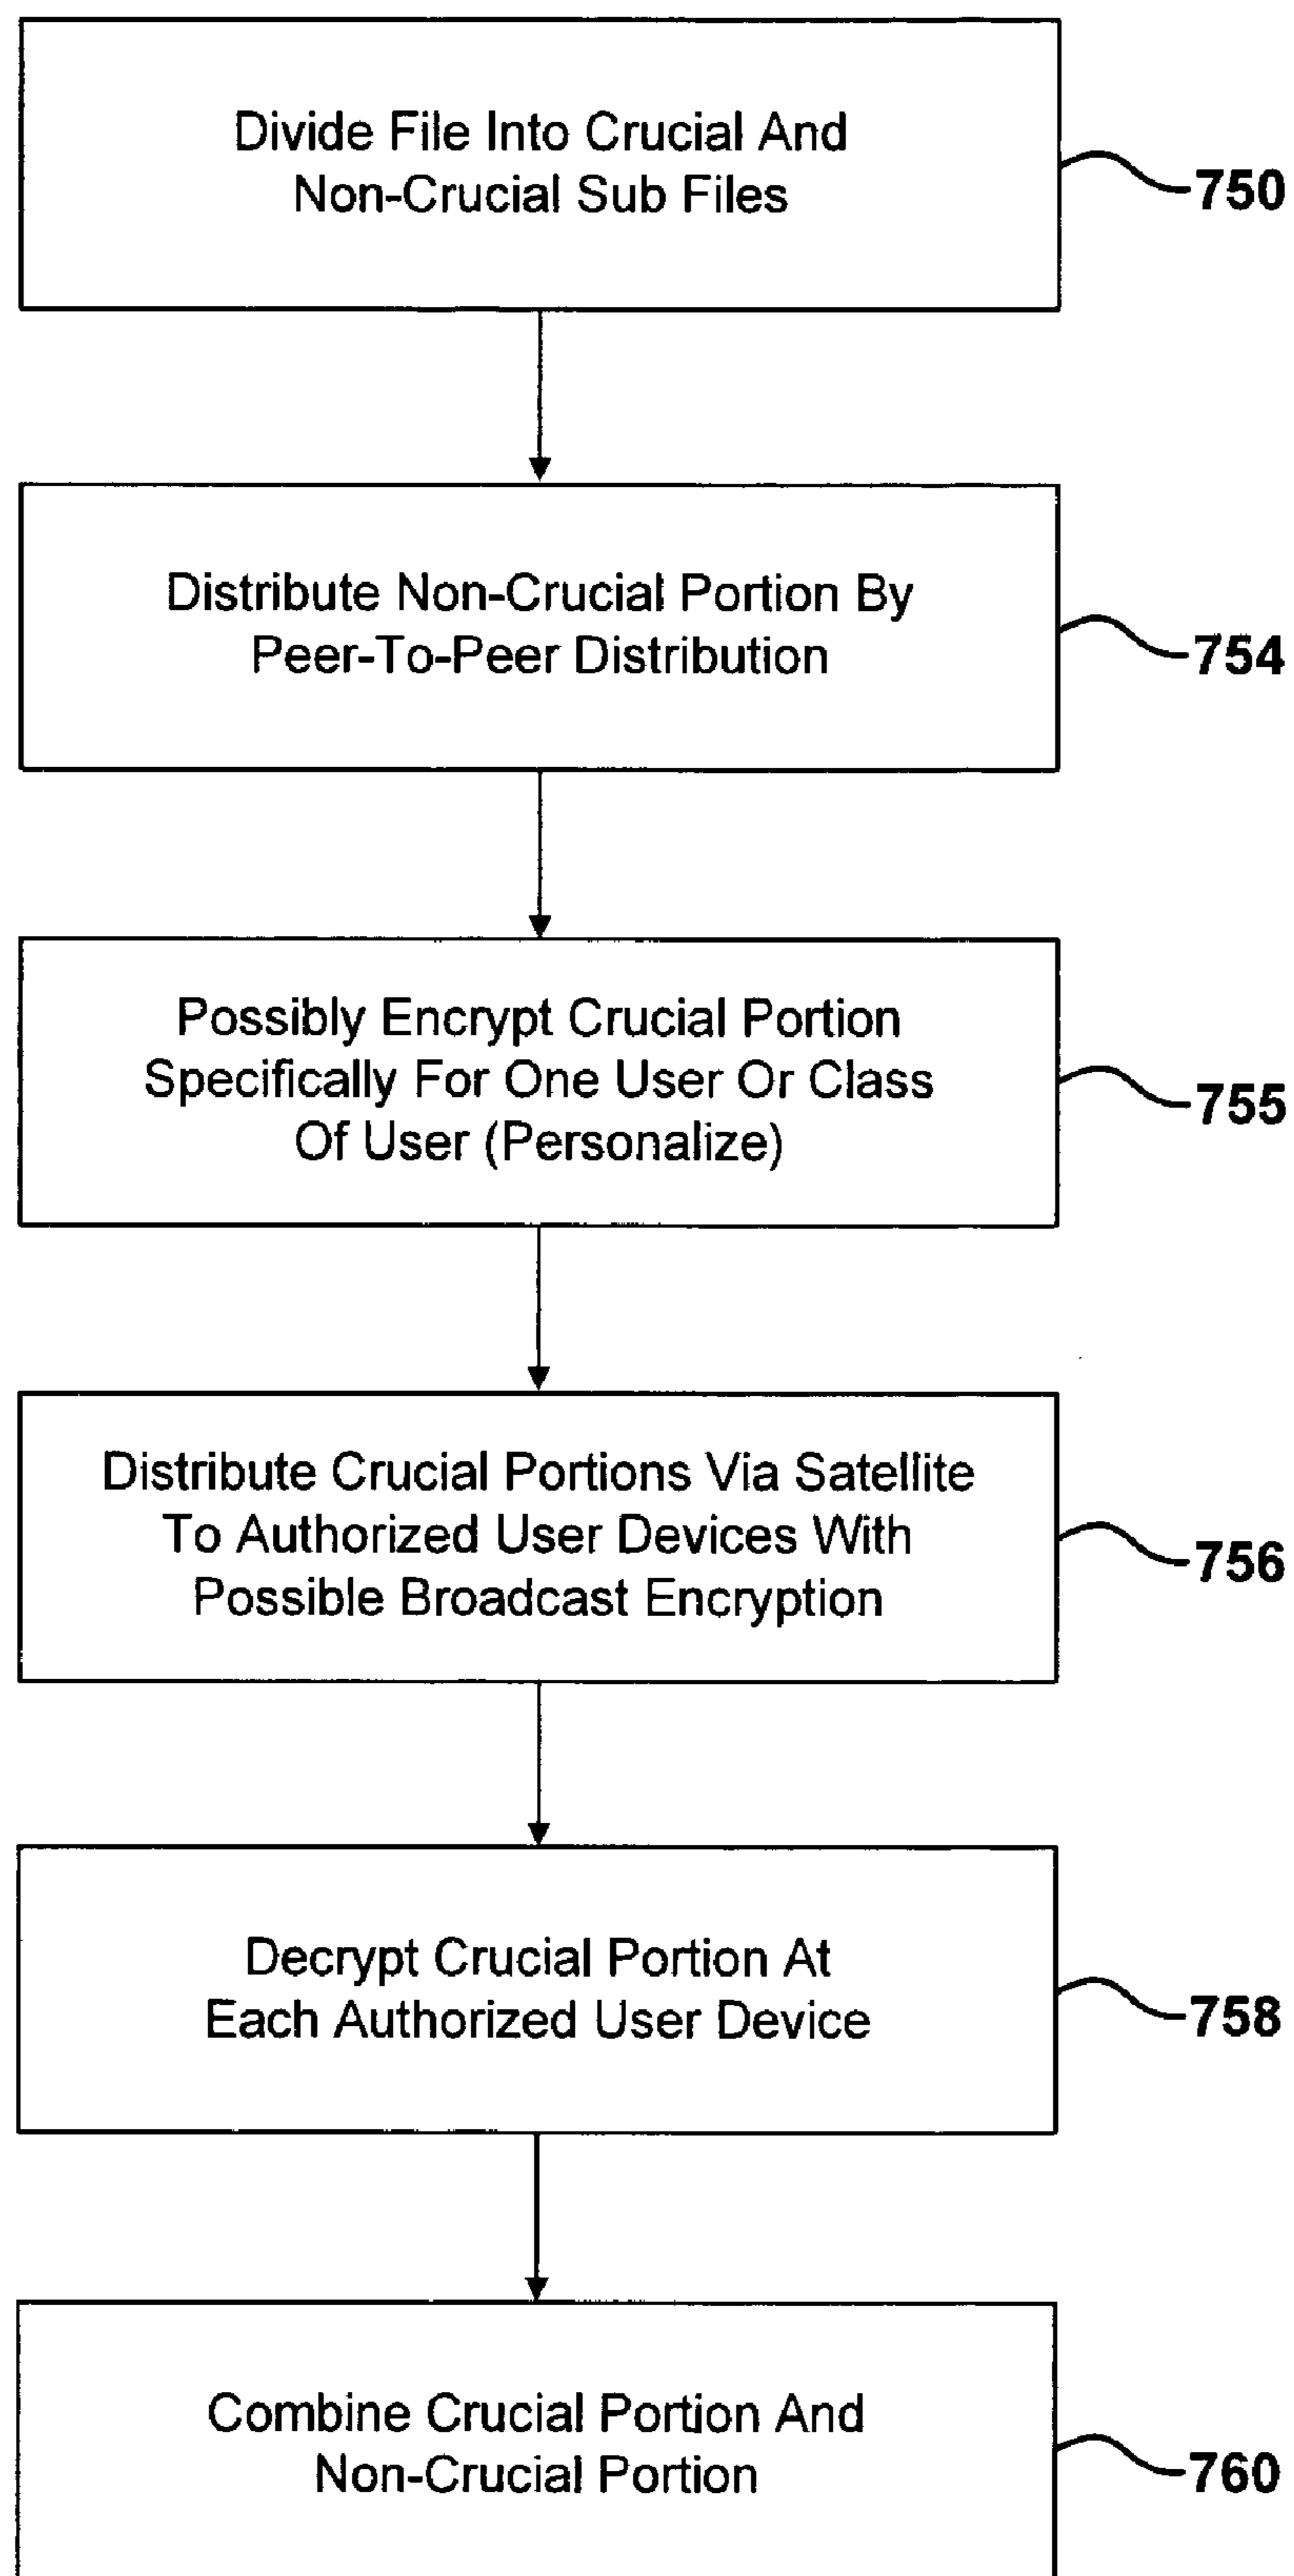 Divide File Into Crucial And
Non-Crucial Sub Files
750
Distribute Non-Crucial Portion By
Peer-To-Peer Distribution
754
Possibly Encrypt Crucial Portion
Specifically For One User Or Class
Of User (Personalize)
755
Distribute Crucial Portions Via Satellite
To Authorized User Devices With
Possible Broadcast Encryption
756
Decrypt Crucial Portion At
Each Authorized User Device
758
Combine Crucial Portion And
Non-Crucial Portion
760